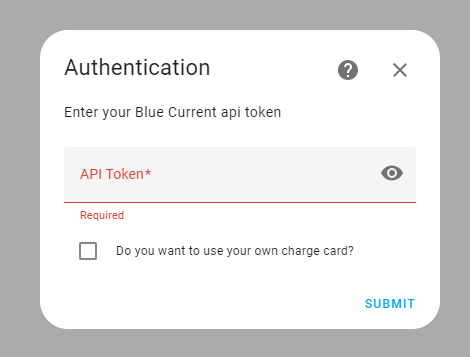 Authentication
Enter your Blue Current api token
API Token*
Required
Do you want to use your own charge card?
SUBMIT